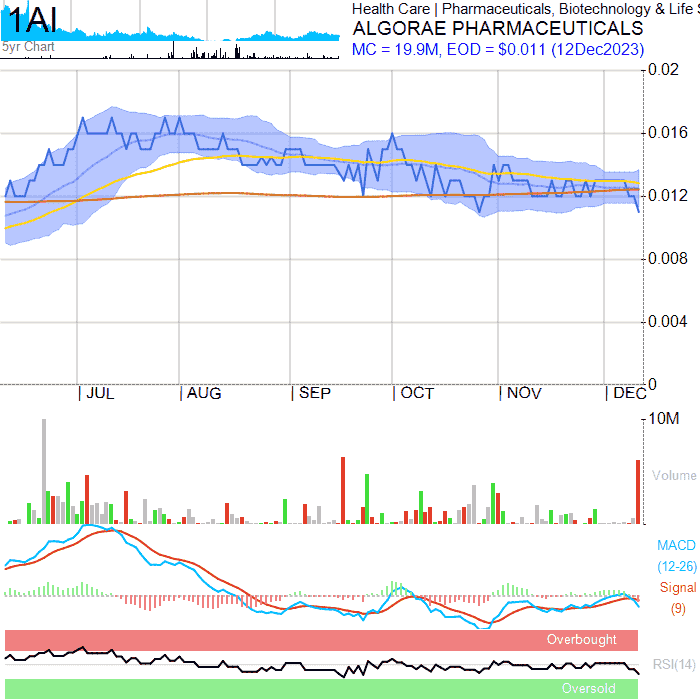 1AI
5yr Chart
Health Care | Pharmaceuticals, Biotechnology & Life S
ALGORAE PHARMACEUTICALS
MC = 19.9M, EOD = $0.011 (12Dec2023)
0.02
0.016
0.012
0.008
0.004
0
| JUL | AUG | SEP | OCT | NOV | DEC
10M
Volume
MACD
(12-26)
Signal
(9)
Overbought
RSI(14)
Oversold